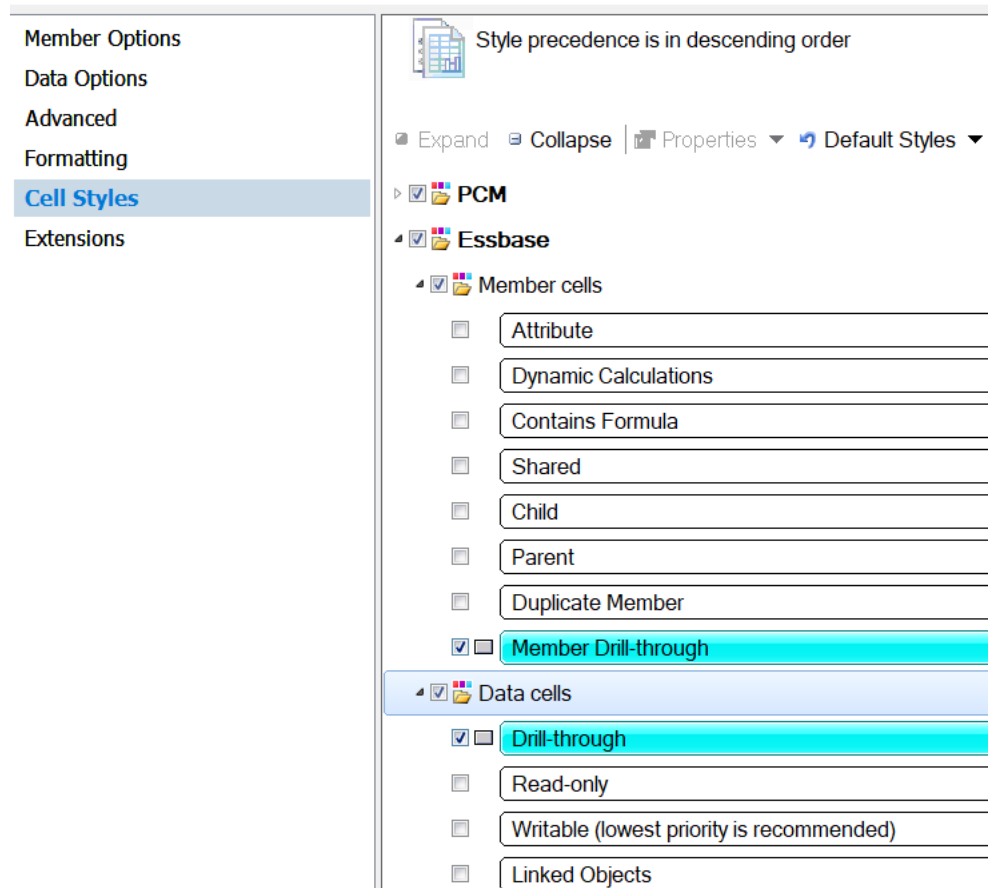 Member Options
Data Options
Advanced
Formatting
Cell Styles
Extensions
Style precedence is in descending order
Expand Collapse Properties Default Styles
PCM
Essbase
Member cells
Attribute
Dynamic Calculations
Contains Formula
Shared
Child
Parent
Duplicate Member
Member Drill-through
Data cells
Drill-through
Read-only
Writable (lowest priority is recommended)
Linked Objects